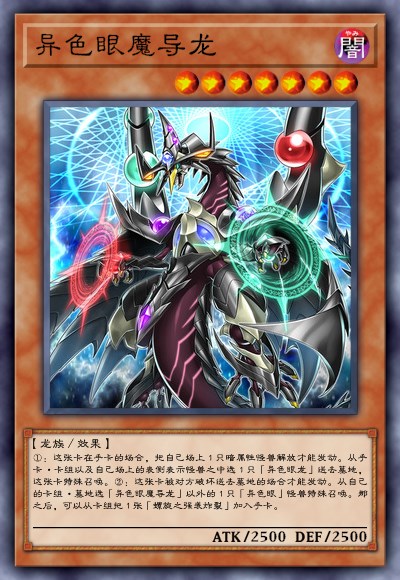 异色眼魔导龙
やみ
闇
【龙族/效果】
①：这张卡在手卡的场合，把自己场上1只暗属性怪兽解放才能发动。从手
卡·卡组以及自己场上的表侧表示怪兽之中选1只「异色眼龙」送去墓地，
这张卡特殊召唤。②：这张卡被对方破坏送去墓地的场合才能发动。从自己
的卡组·墓地选「异色眼魔导龙」以外的1只「异色眼」怪兽特殊召唤。那
之后，可以从卡组把1张「螺旋之强袭炸裂」加入手卡。
ATK/2500 DEF/2500